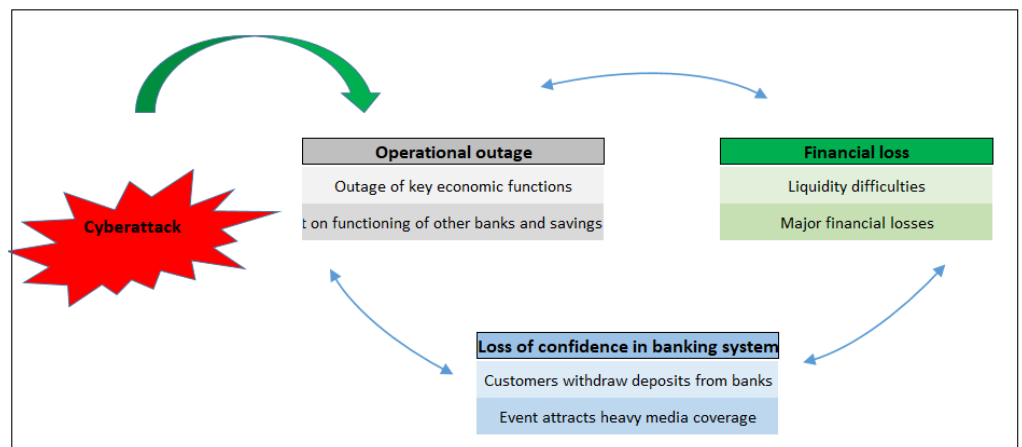 Operational outage
Outage of key economic functions
t on functioning of other banks and savings
Financial loss
Liquidity difficulties
Major financial losses
Cyberattack
Loss of confidence in banking system
Customers withdraw deposits from banks
Event attracts heavy media coverage